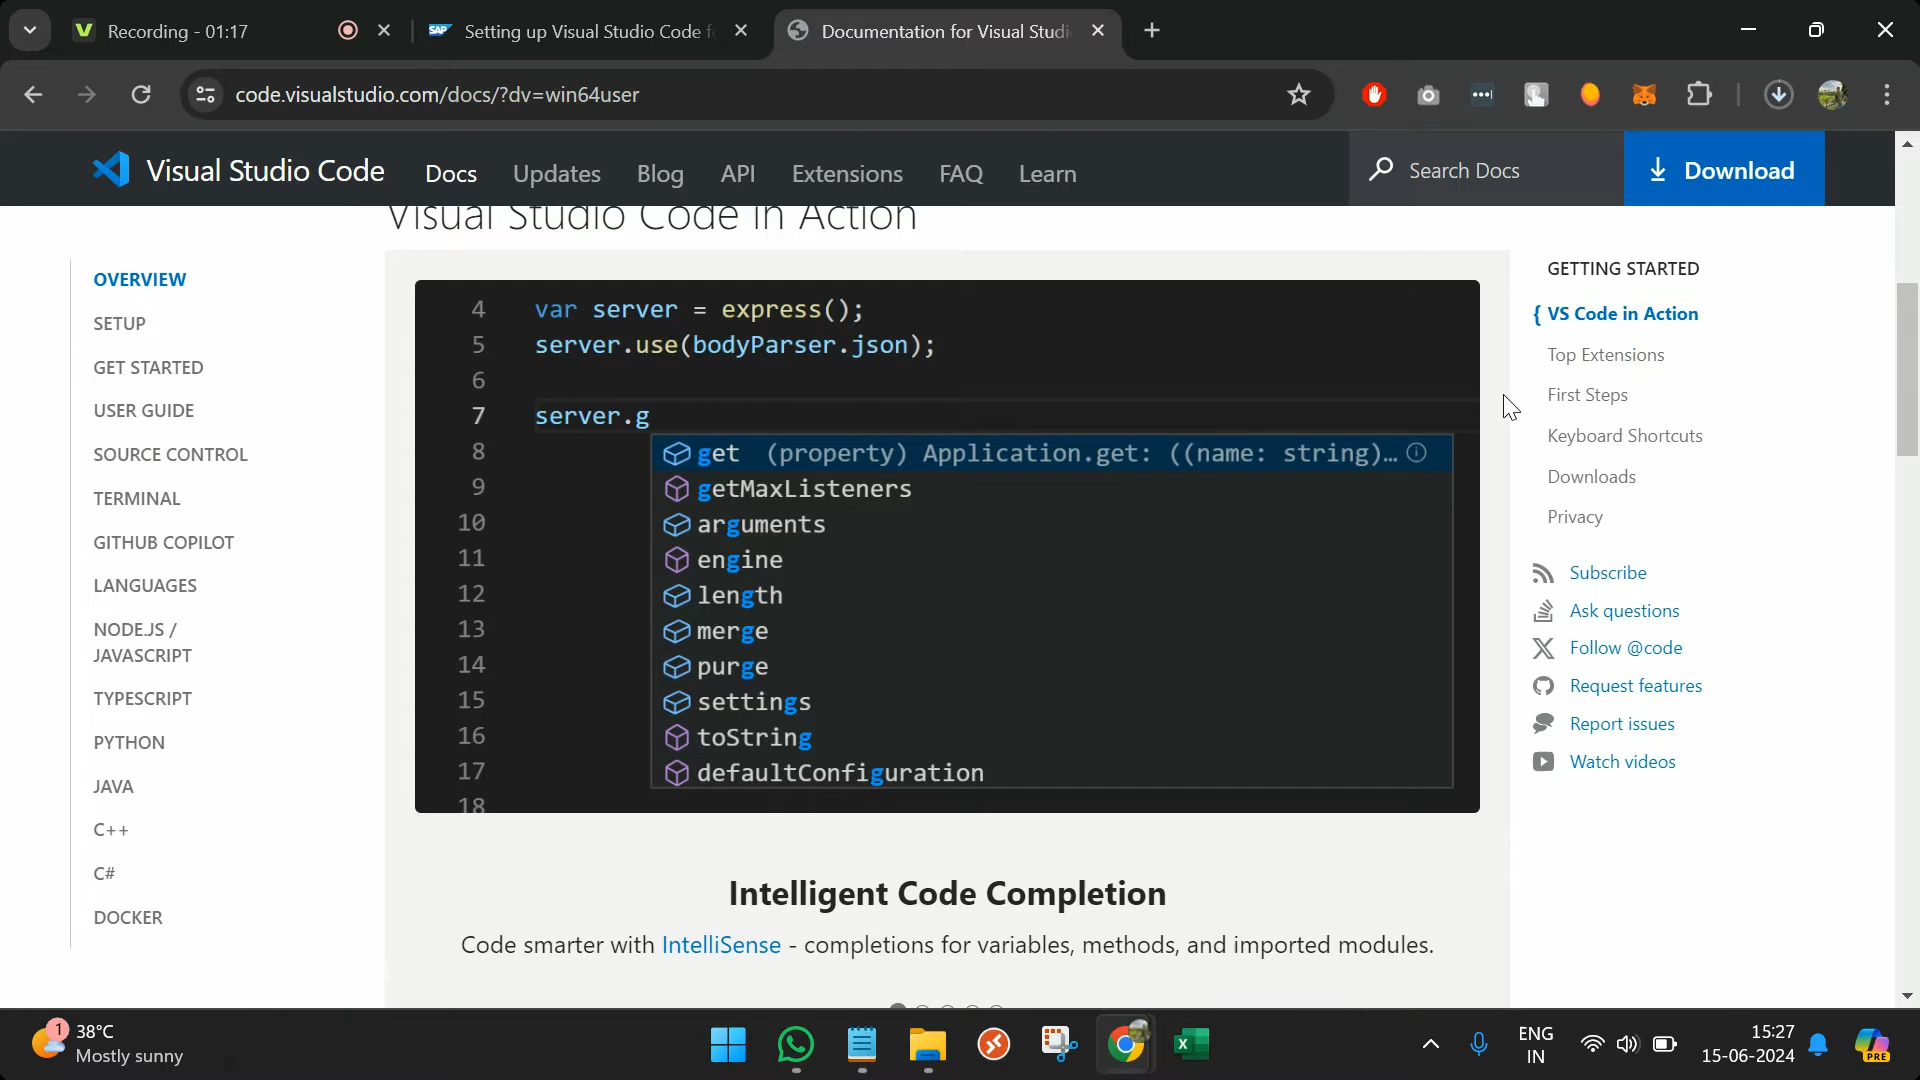 Recording - 01:17
SAP
Setting up Visual Studio Code f
Documentation for Visual Studi
code.visualstudio.com/docs/?dv=win64user
Visual Studio Code
Docs
Updates
Blog
API
Extensions
FAQ
Learn
Search Docs
Download
Visual Studio Code in Action
OVERVIEW
SETUP
GET STARTED
USER GUIDE
SOURCE CONTROL
TERMINAL
GITHUB COPILOT
LANGUAGES
NODE.JS /
JAVASCRIPT
TYPESCRIPT
PYTHON
JAVA
C++
C#
DOCKER
4 var server = express();
5 server.use(bodyParser.json);
6
7 server.g
8 get (property) Application.get: ((name: string)…
9 getMaxListeners
10 arguments
11 engine
12 length
13 merge
14 purge
15 settings
16 toString
17 defaultConfiguration
18
Intelligent Code Completion
Code smarter with IntelliSense - completions for variables, methods, and imported modules.
GETTING STARTED
{ VS Code in Action
Top Extensions
First Steps
Keyboard Shortcuts
Downloads
Privacy
Subscribe
Ask questions
Follow @code
Request features
Report issues
Watch videos
1
38°C
Mostly sunny
ENG
IN
15:27
15-06-2024
PRE